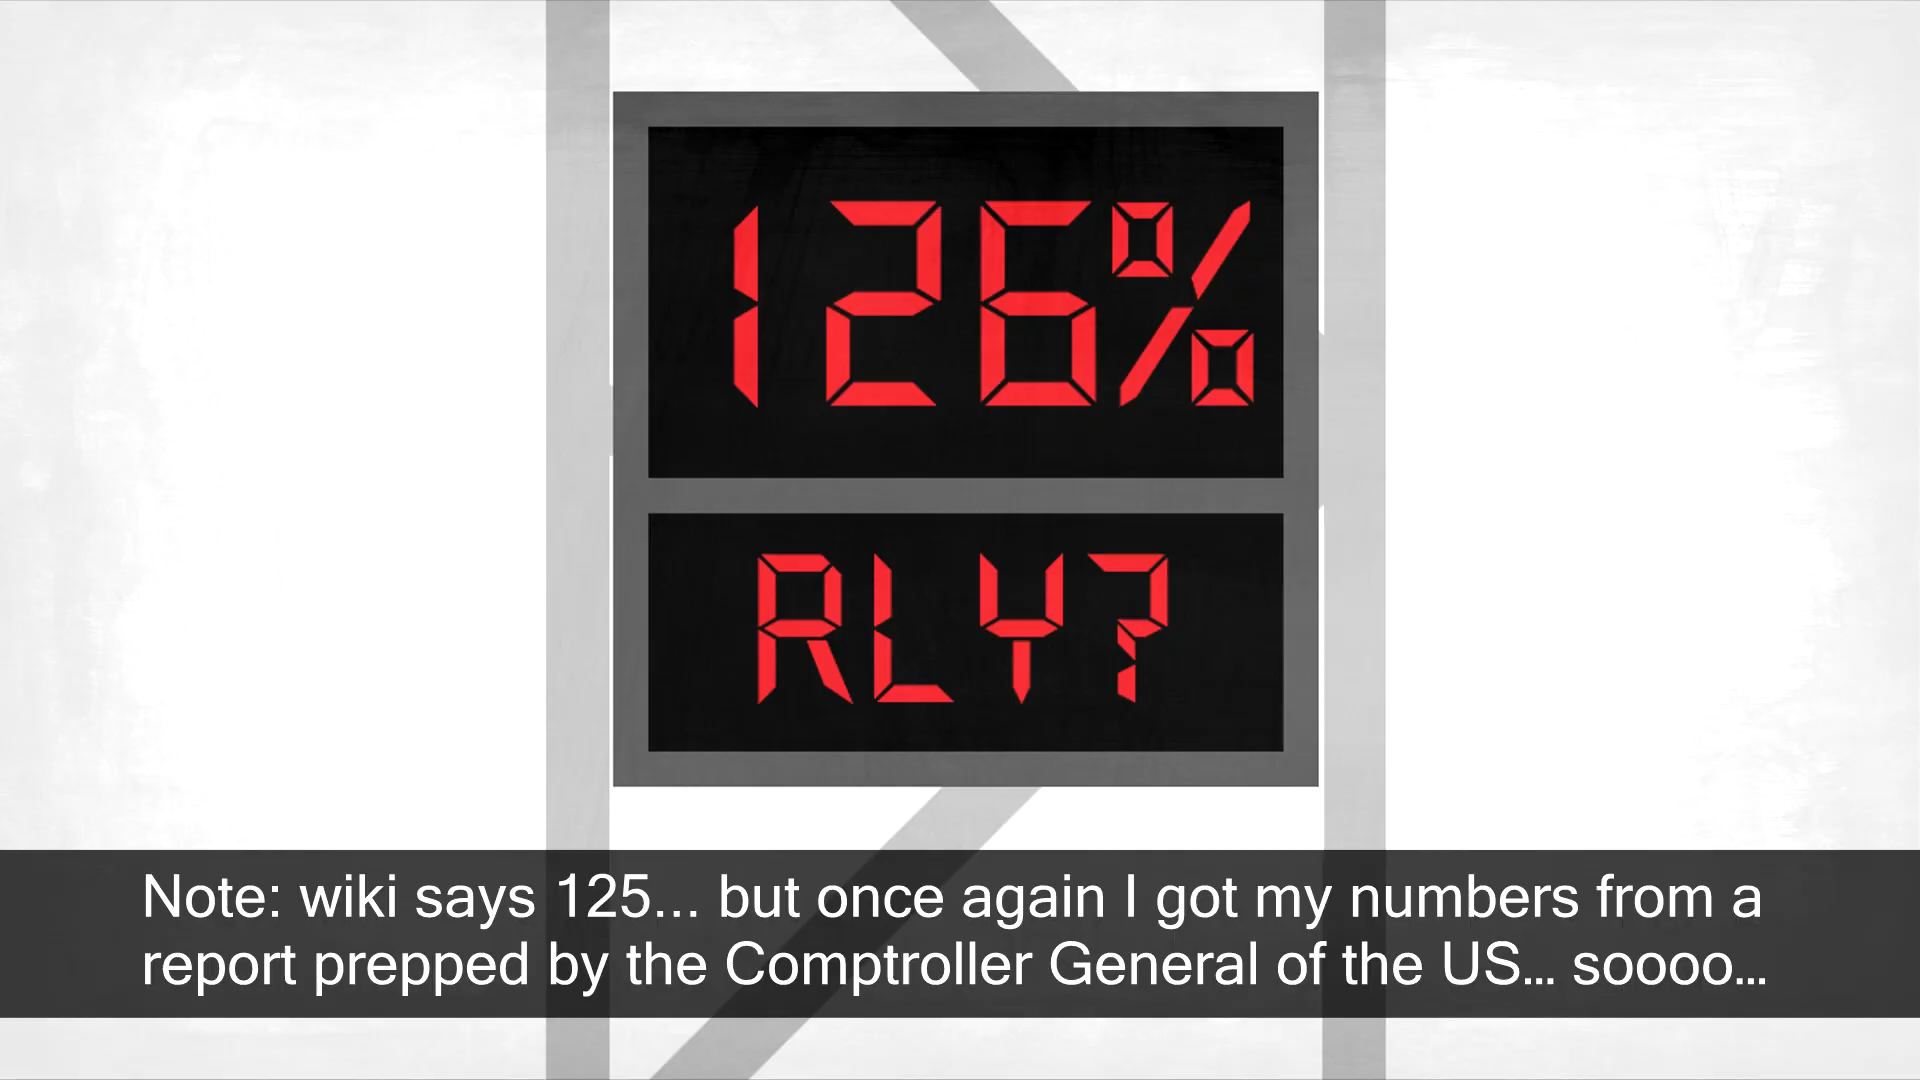 126%
RLY?
Note: wiki says 125... but once again I got my numbers from a
report prepped by the Comptroller General of the US... soooo...